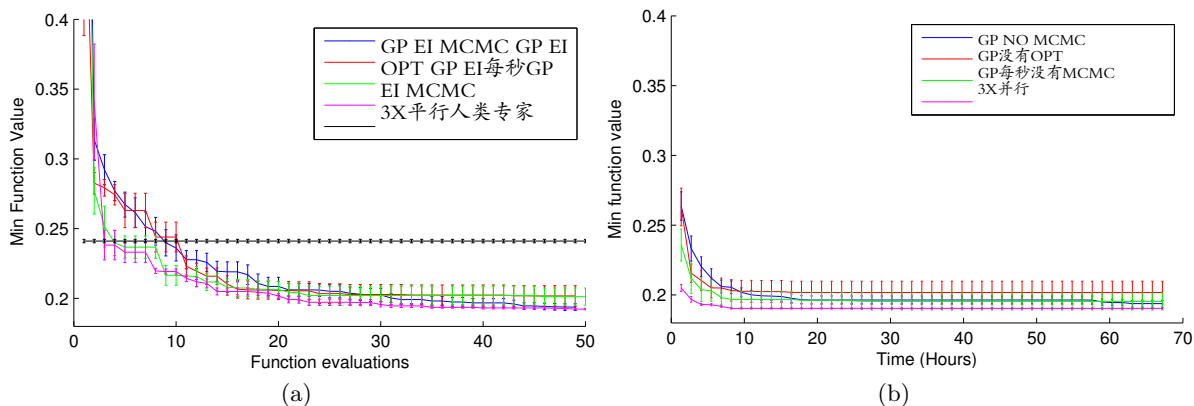 0.4
0.35
0.3
0.25
0.2
0
10
20
30
40
50
Min Function Value
Function evaluations
GP EI MCMC GP EI
OPT GP EI每秒GP
EI MCMC
3X平行人类专家
(a)
0.4
0.35
0.3
0.25
0.2
0
10
20
30
40
50
60
70
Min function value
Time (Hours)
GP NO MCMC
GP没有OPT
GP每秒没有MCMC
3X并行
(b)